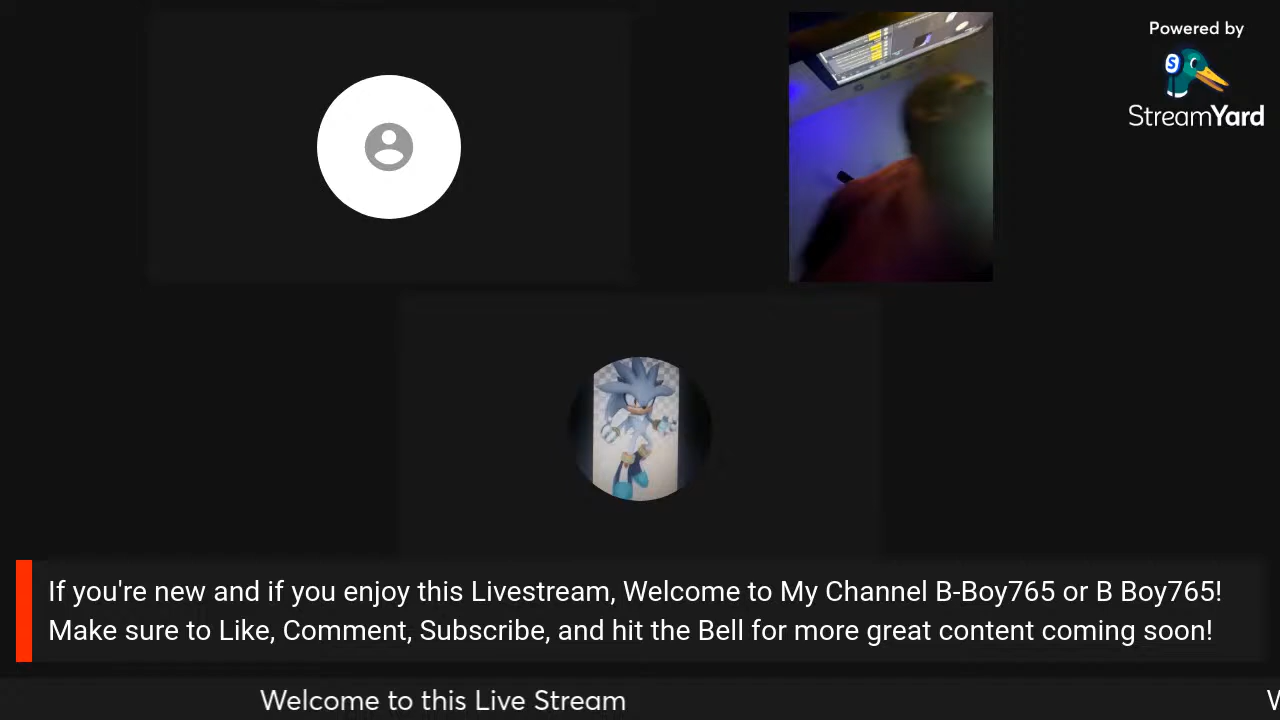 Powered by
S
StreamYard
If you're new and if you enjoy this Livestream, Welcome to My Channel B-Boy765 or B Boy765!
Make sure to Like, Comment, Subscribe, and hit the Bell for more great content coming soon!
Welcome to this Live Stream